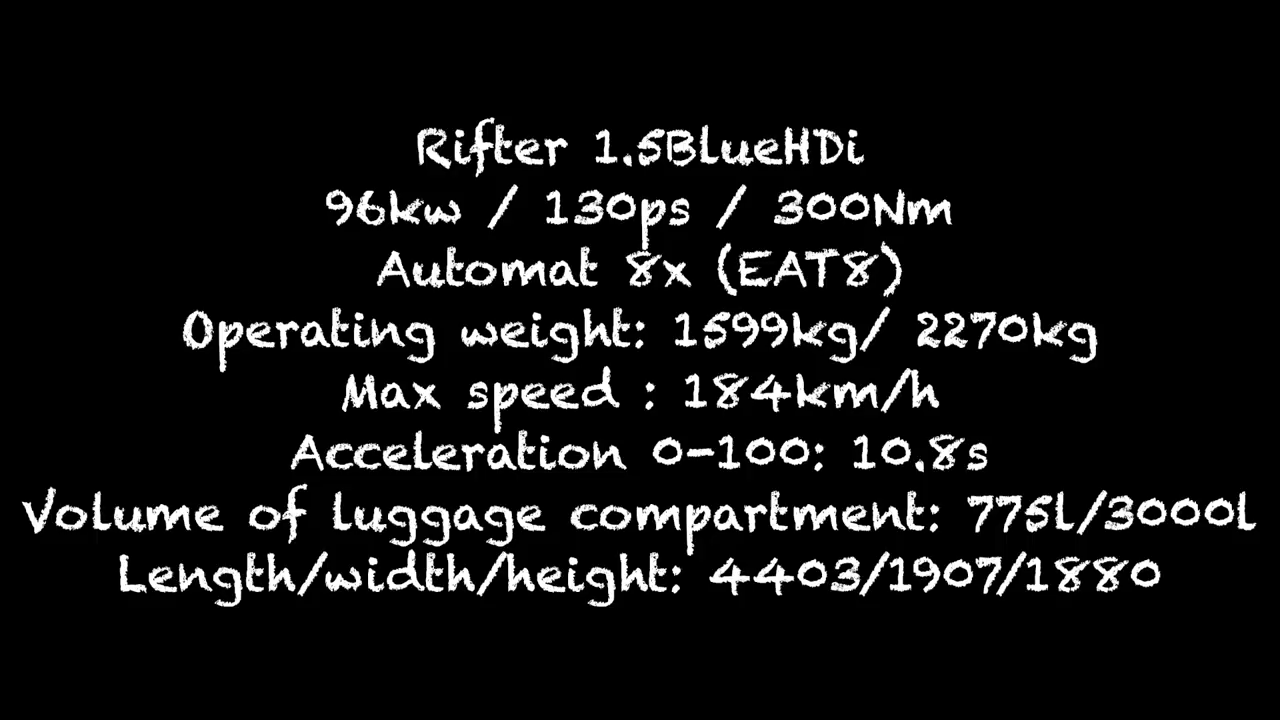 Rifter 1.5BlueHDi
96kw / 130ps / 300Nm
Automat 8x (EAT8)
Operating weight: 1599kg/ 2270kg
Max speed : 184km/h
Acceleration 0-100: 10.8s
Volume of luggage compartment: 775l/3000l
Length/width/height: 4403/1907/1880